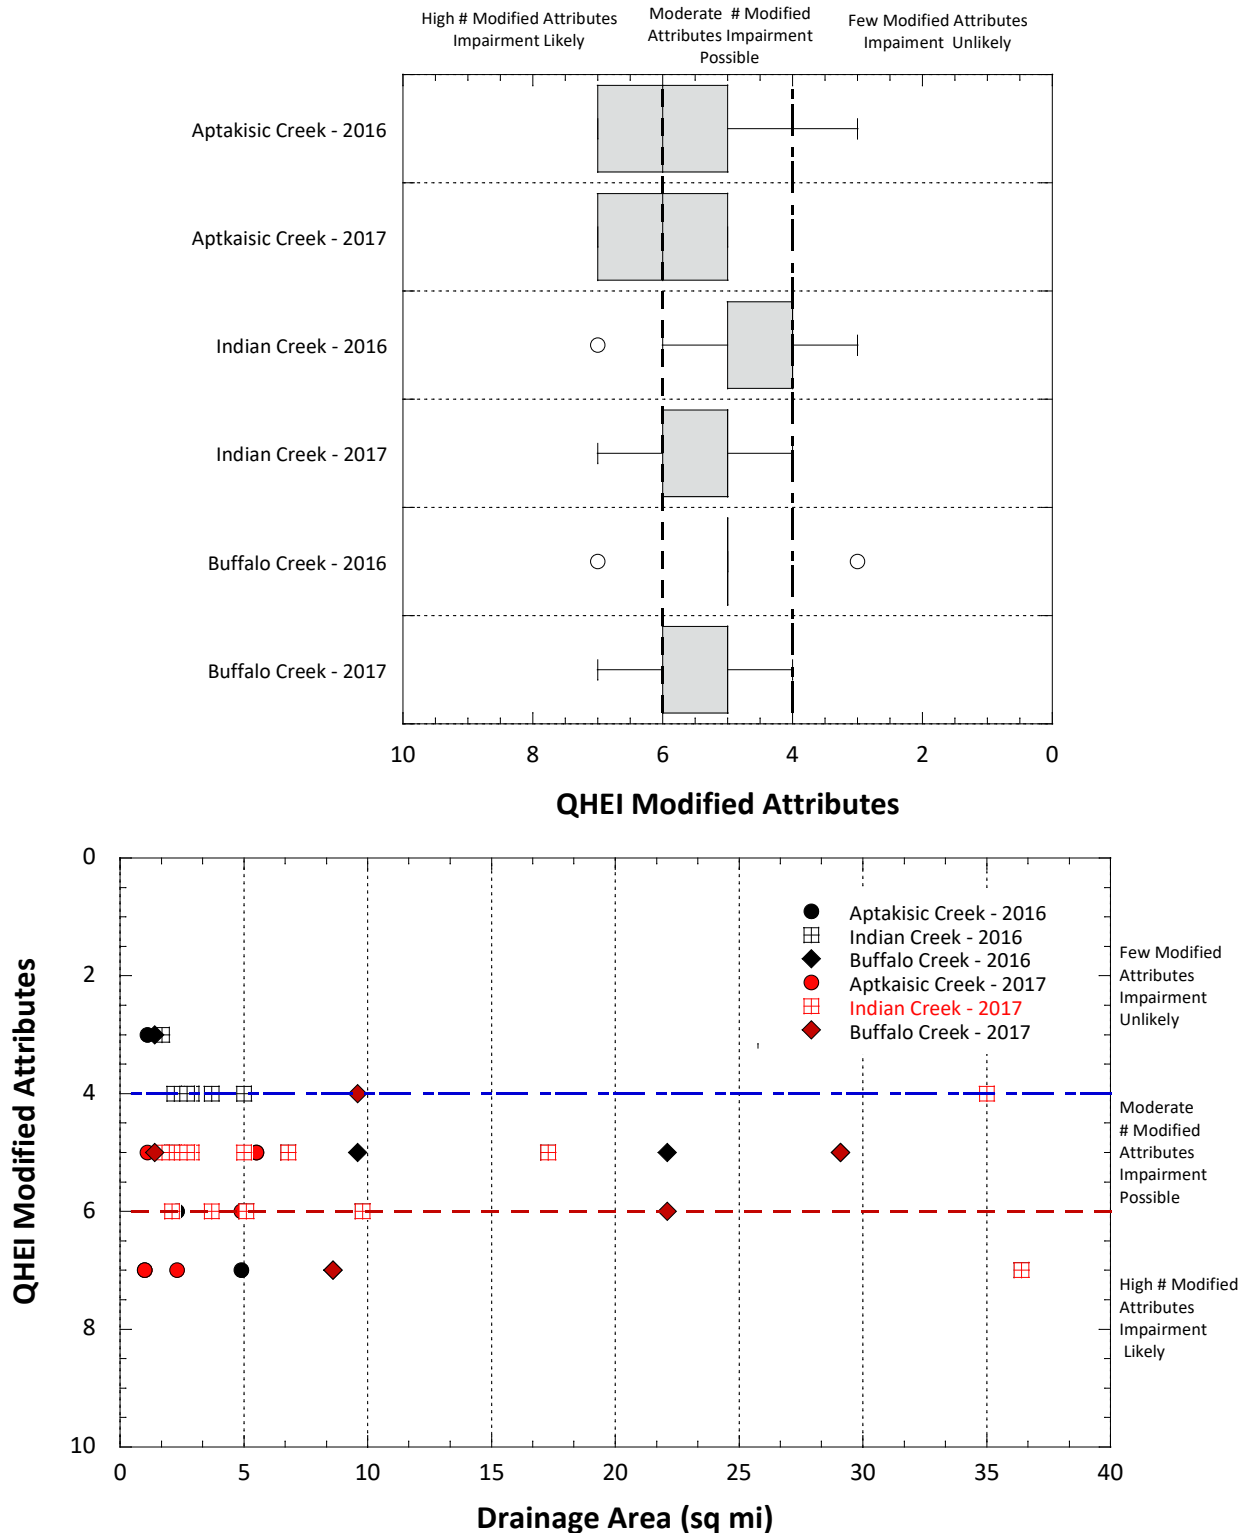 High # Modified Attributes
Impairment Likely
Moderate # Modified
Attributes Impairment
Possible
Few Modified Attributes
Impaiment Unlikely
Aptakisic Creek - 2016
Aptkaisic Creek - 2017
Indian Creek - 2016
Indian Creek - 2017
Buffalo Creek - 2016
Buffalo Creek - 2017
10 8 6 4 2 0
QHEI Modified Attributes
0
2
4
6
8
10
QHEI Modified Attributes
Aptakisic Creek - 2016
Indian Creek - 2016
Buffalo Creek - 2016
Aptkaisic Creek - 2017
Indian Creek - 2017
Buffalo Creek - 2017
Few Modified
Attributes
Impairment
Unlikely
Moderate
# Modified
Attributes
Impairment
Possible
High # Modified
Attributes
Impairment
Likely
0 5 10 15 20 25 30 35 40
Drainage Area (sq mi)